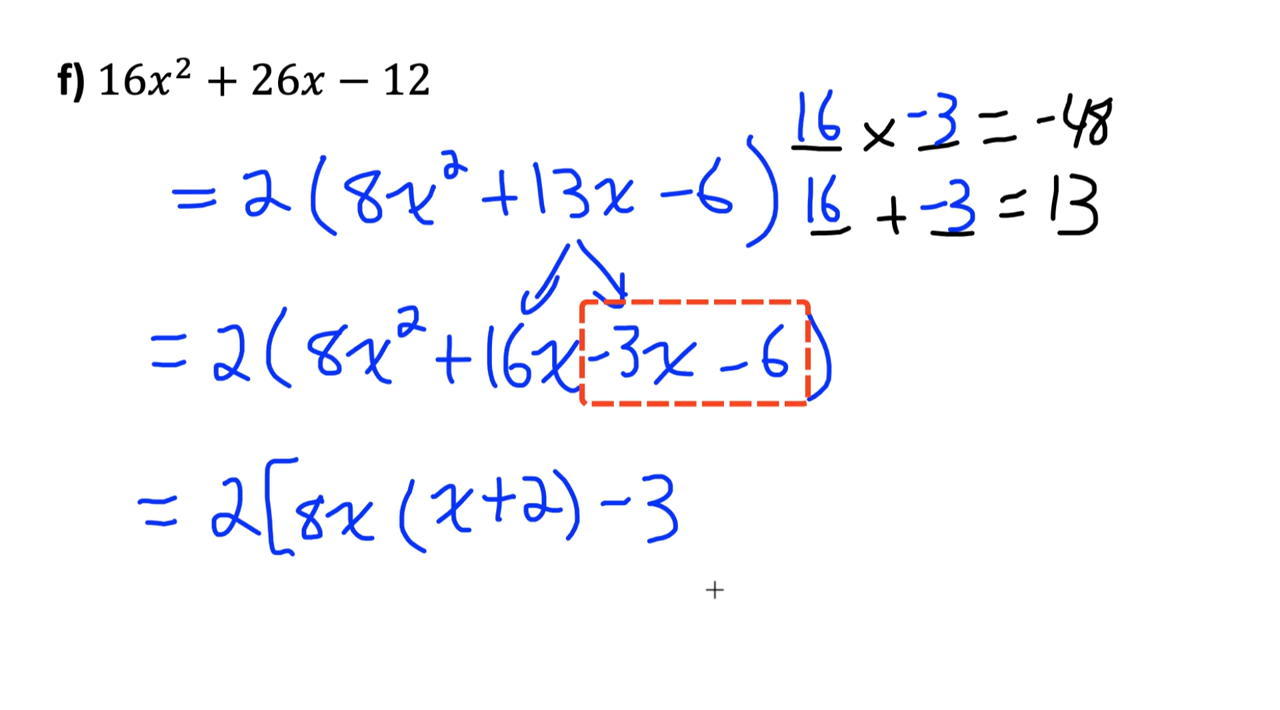 f) 16x² + 26x − 12
16 × -3 = -48
= 2 (8x² + 13x - 6)
16 + -3 = 13
= 2 (8x² + 16x - 3x - 6)
= 2 [8x (x+2) - 3